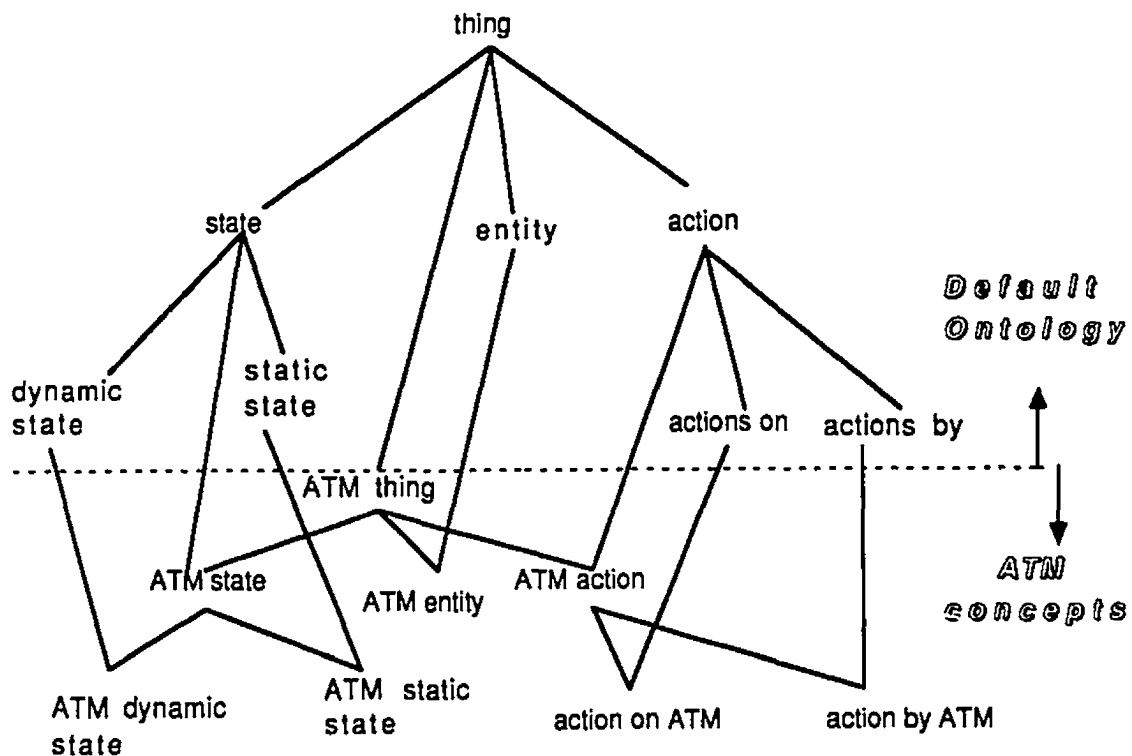 thing
state
entity
action
Default
Ontology
dynamic
state
static
state
actions on
actions by
ATM thing
ATM state
ATM entity
ATM action
ATM
concepts
ATM dynamic
state
ATM static
state
action on ATM
action by ATM